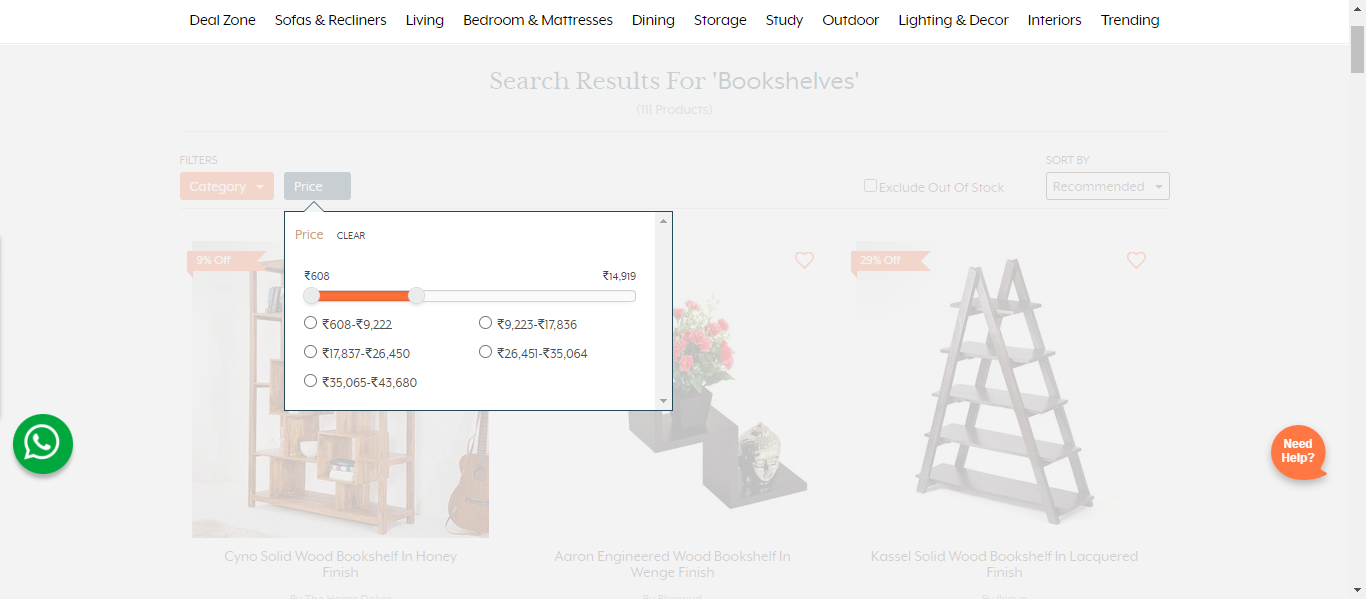 Deal Zone Sofas & Recliners Living Bedroom & Mattresses Dining Storage Study Outdoor Lighting & Decor Interiors Trending
Search Results For 'Bookshelves'
(111 Products)
FILTERS
SORT BY
Category Price
Exclude Out Of Stock
Recommended
Price CLEAR
₹608 ₹14,919
₹608-₹9,222 ₹9,223-₹17,836
₹17,837-₹26,450 ₹26,451-₹35,064
₹35,065-₹43,680
9% Off
29% Off
Need
Help?
Cyno Solid Wood Bookshelf In Honey
Finish
Aaron Engineered Wood Bookshelf In
Wenge Finish
Kassel Solid Wood Bookshelf In Lacquered
Finish